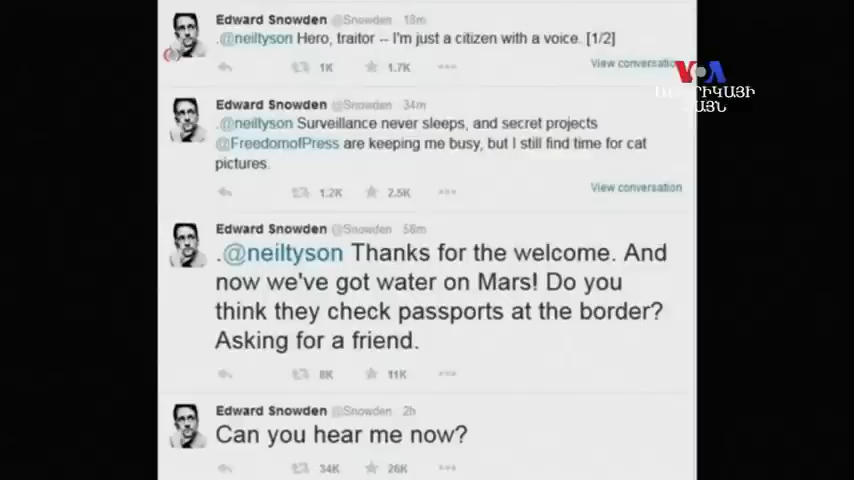 Edward Snowden @Snowden 13m
.@neiltyson Hero, traitor -- I'm just a citizen with a voice. [1/2]
1K 1.7K
View conversation
VOA
ԱՄԵՐԻԿԱՅԻ
ՁԱՅՆ
Edward Snowden @Snowden 34m
.@neiltyson Surveillance never sleeps, and secret projects
@FreedomofPress are keeping me busy, but I still find time for cat
pictures.
1.2K 2.5K
View conversation
Edward Snowden @Snowden 56m
.@neiltyson Thanks for the welcome. And
now we've got water on Mars! Do you
think they check passports at the border?
Asking for a friend.
8K 11K
Edward Snowden @Snowden 2h
Can you hear me now?
34K 26K